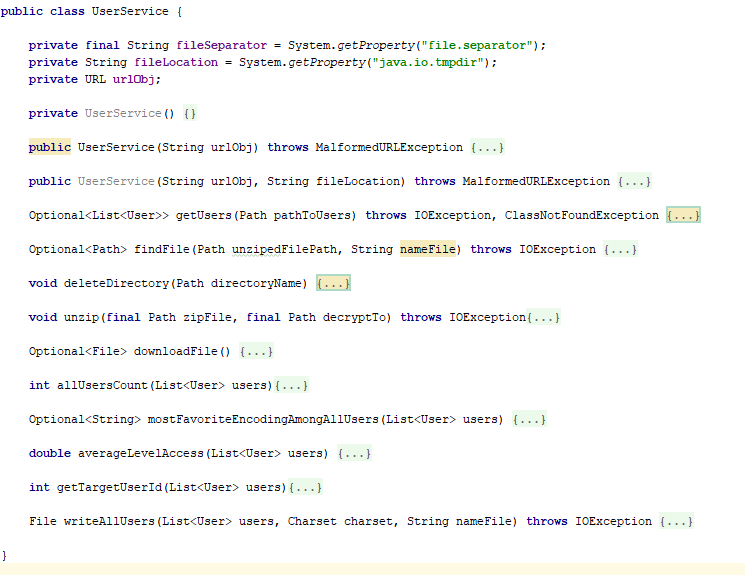 public class UserService {
private final String fileSeparator = System.getProperty("file.separator");
private String fileLocation = System.getProperty("java.io.tmpdir");
private URL urlObj;
private UserService() {}
public UserService(String urlObj) throws MalformedURLException {...}
public UserService(String urlObj, String fileLocation) throws MalformedURLException {...}
Optional<List<User>> getUsers(Path pathToUsers) throws IOException, ClassNotFoundException {...}
Optional<Path> findFile(Path unzipedFilePath, String nameFile) throws IOException {...}
void deleteDirectory(Path directoryName) {...}
void unzip(final Path zipFile, final Path decryptTo) throws IOException{...}
Optional<File> downloadFile() {...}
int allUsersCount(List<User> users){...}
Optional<String> mostFavoriteEncodingAmongAllUsers(List<User> users) {...}
double averageLevelAccess(List<User> users) {...}
int getTargetUserId(List<User> users){...}
File writeAllUsers(List<User> users, Charset charset, String nameFile) throws IOException {...}
}